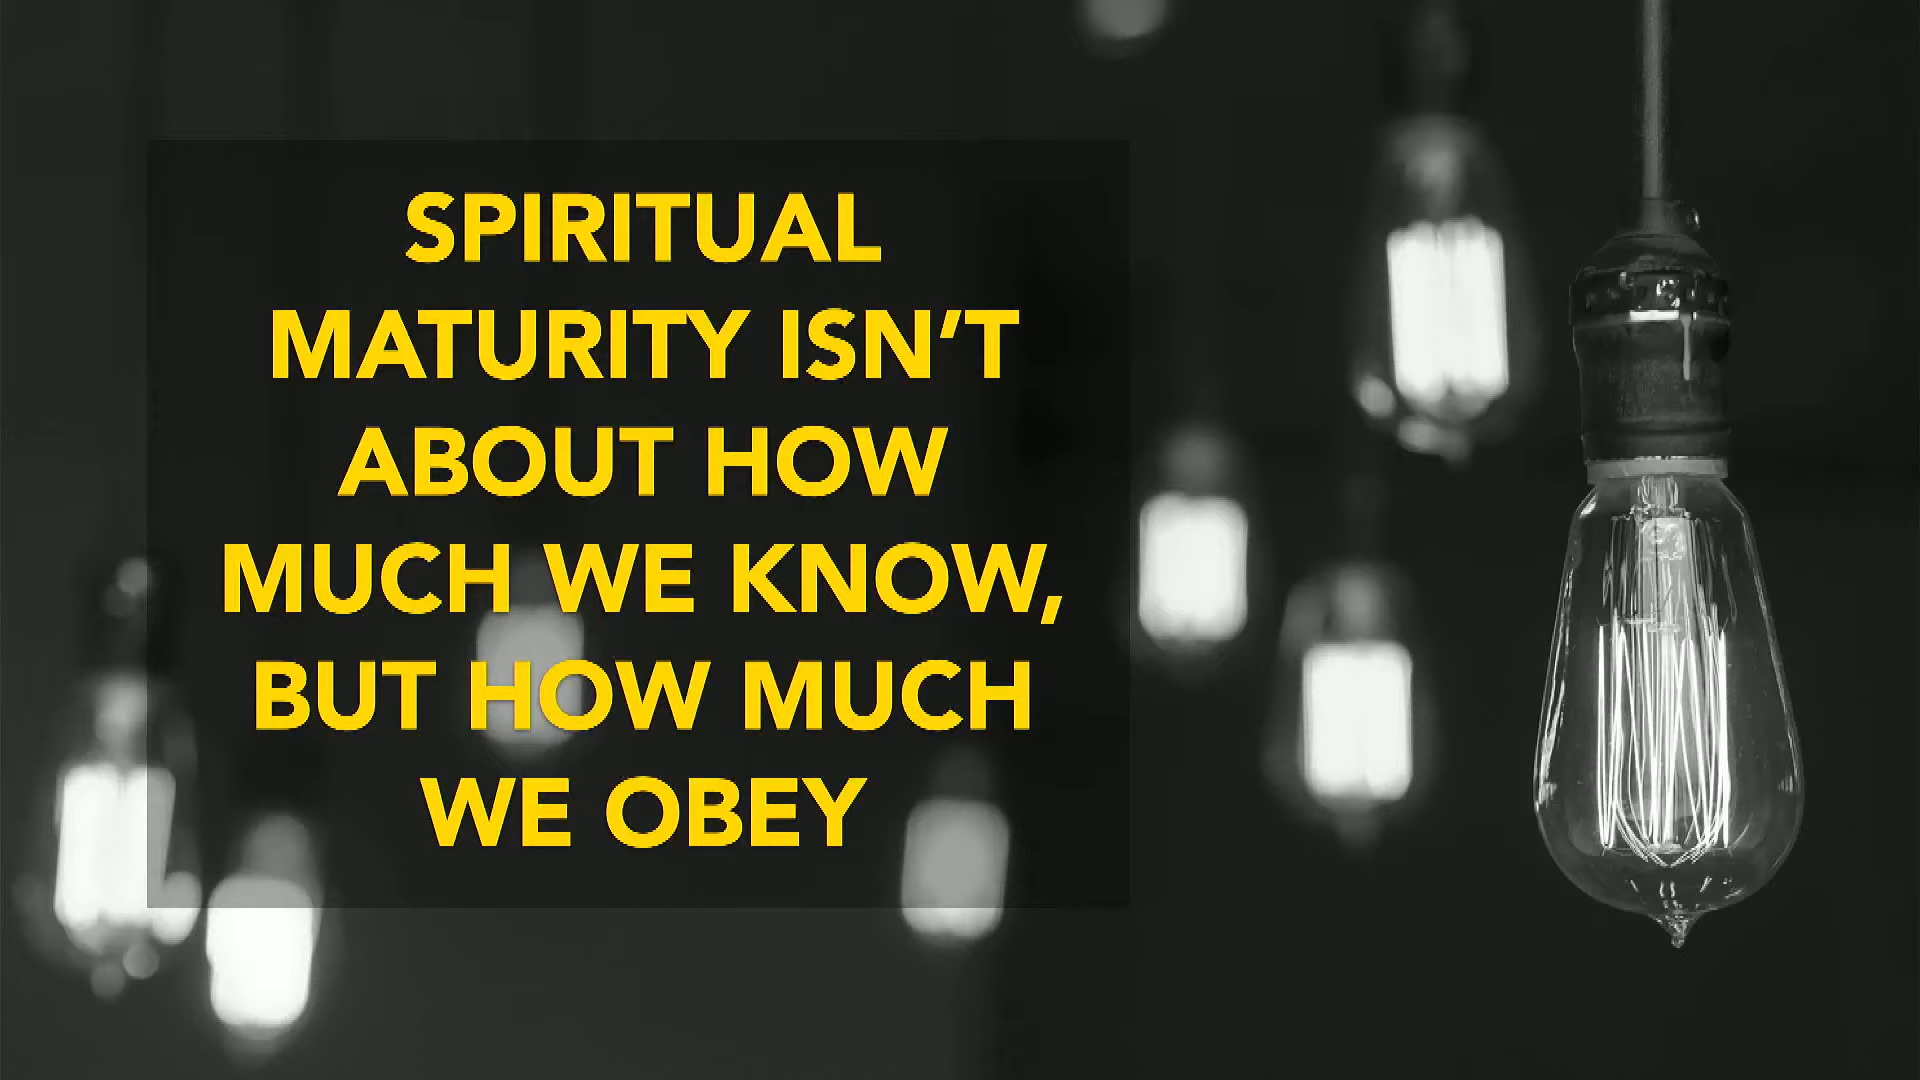 SPIRITUAL
MATURITY ISN’T
ABOUT HOW
MUCH WE KNOW,
BUT HOW MUCH
WE OBEY